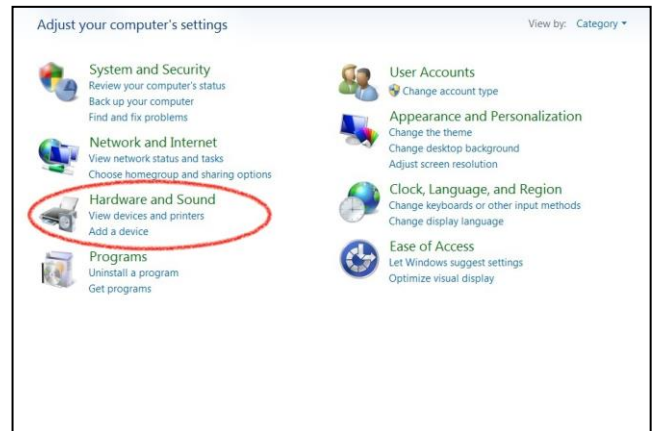 Adjust your computer's settings
View by: Category
System and Security
Review your computer's status
Back up your computer
Find and fix problems
Network and Internet
View network status and tasks
Choose homegroup and sharing options
Hardware and Sound
View devices and printers
Add a device
Programs
Uninstall a program
Get programs
User Accounts
Change account type
Appearance and Personalization
Change the theme
Change desktop background
Adjust screen resolution
Clock, Language, and Region
Change keyboards or other input methods
Change display language
Ease of Access
Let Windows suggest settings
Optimize visual display